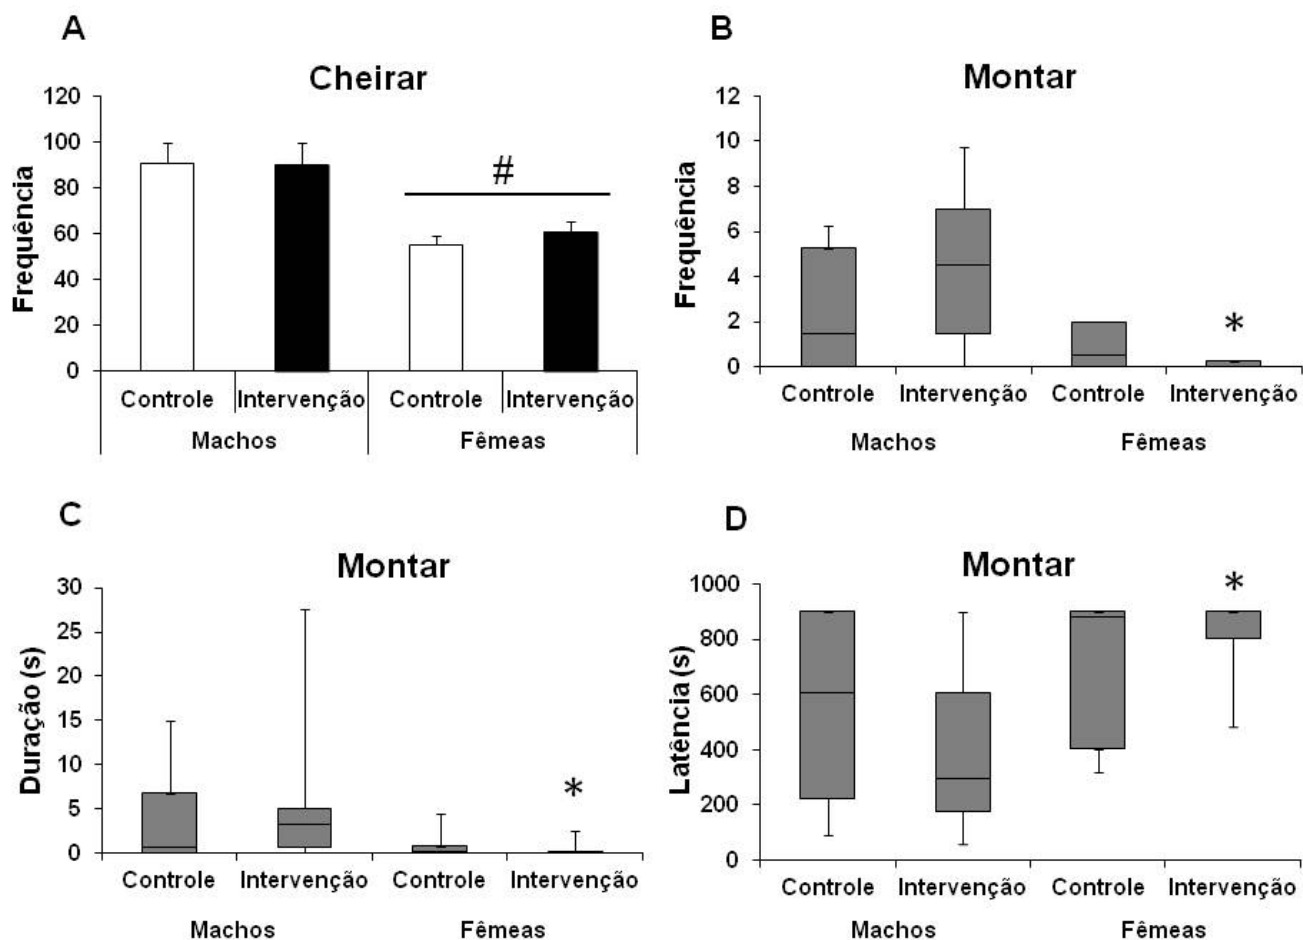 A
Cheirar
Frequência
120
100
80
60
40
20
0
#
Controle Intervenção Controle Intervenção
Machos Fêmeas
B
Montar
Frequência
12
10
8
6
4
2
0
*
Controle Intervenção Controle Intervenção
Machos Fêmeas
C
Montar
Duração (s)
30
25
20
15
10
5
0
*
Controle Intervenção Controle Intervenção
Machos Fêmeas
D
Montar
Latência (s)
1000
800
600
400
200
0
*
Controle Intervenção Controle Intervenção
Machos Fêmeas